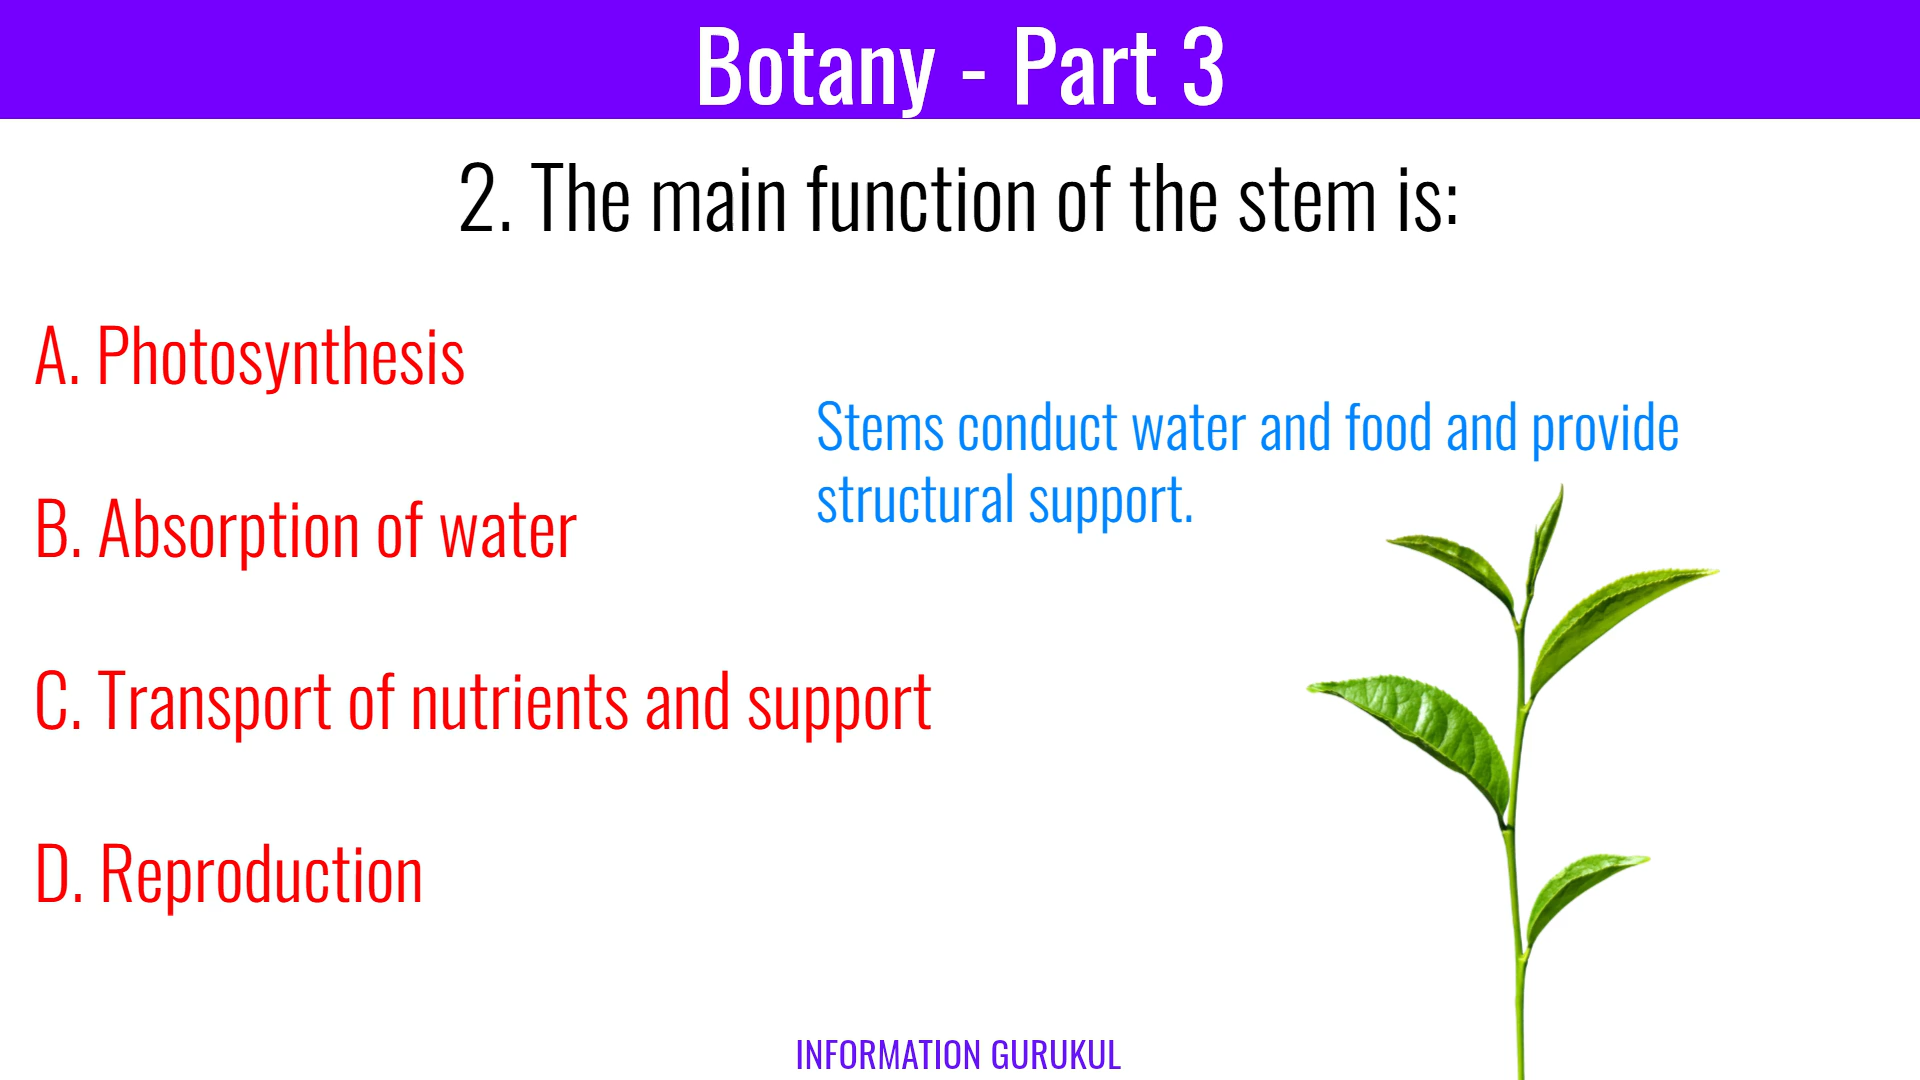 Botany - Part 3
2. The main function of the stem is:
A. Photosynthesis
Stems conduct water and food and provide
structural support.
B. Absorption of water
C. Transport of nutrients and support
D. Reproduction
INFORMATION GURUKUL